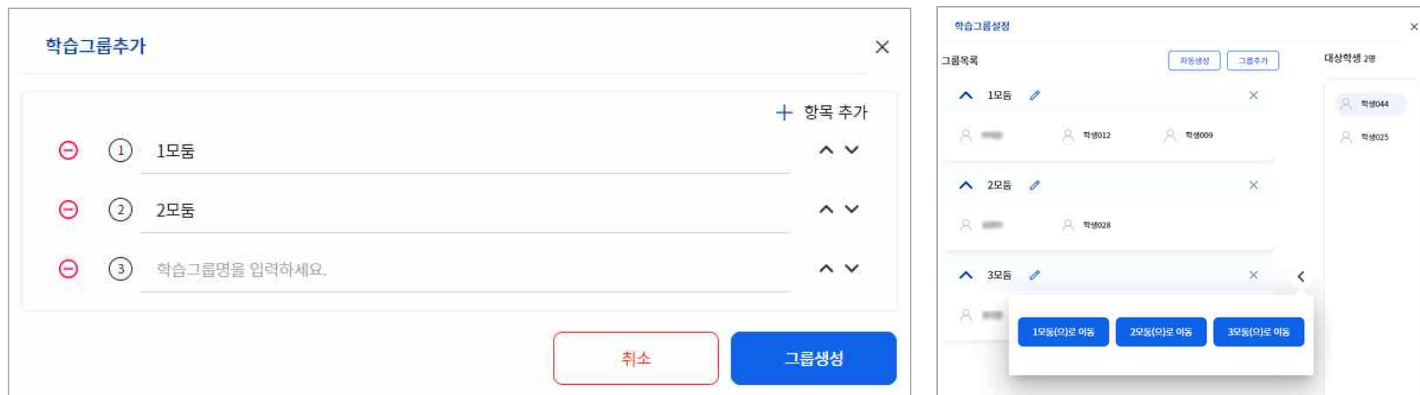 학습그룹추가
항목 추가
1 1모둠
2 2모둠
3 학습그룹명을 입력하세요.
취소 그룹생성
학습그룹설정
그룹목록 자동생성 그룹추가
1모둠
학생012 학생009
2모둠
학생028
3모둠
1모둠(으)로 이동 2모둠(으)로 이동 3모둠(으)로 이동
대상학생 2명
학생044
학생025